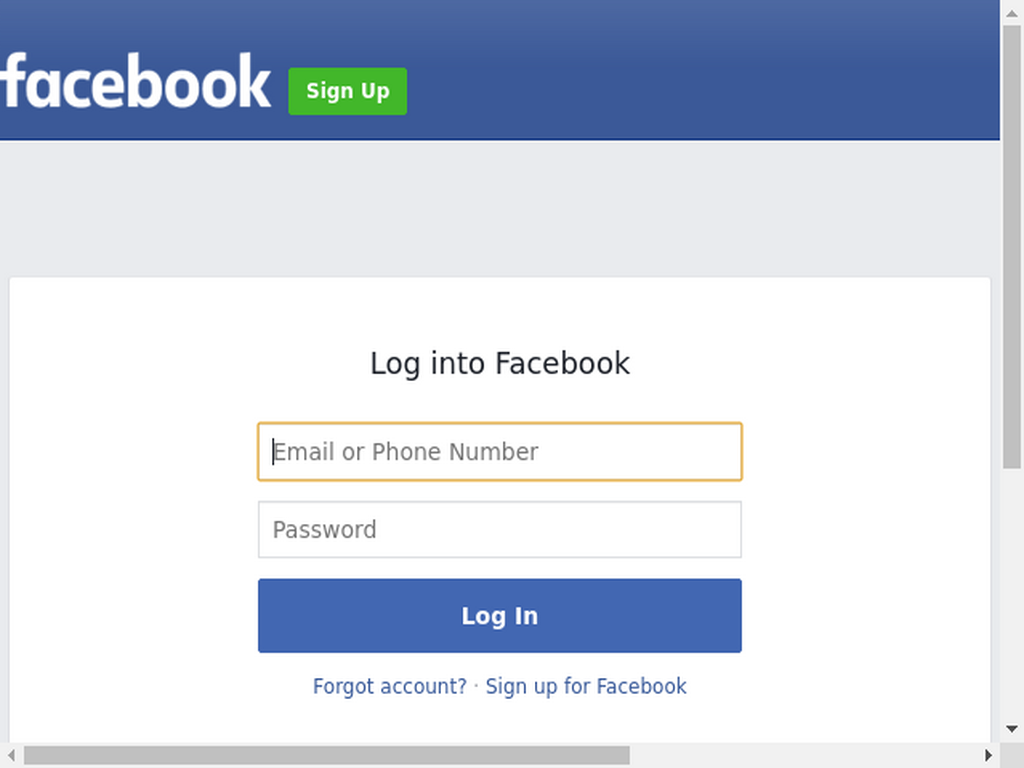 facebook
Sign Up
Log into Facebook
Email or Phone Number
Password
Log In
Forgot account? · Sign up for Facebook